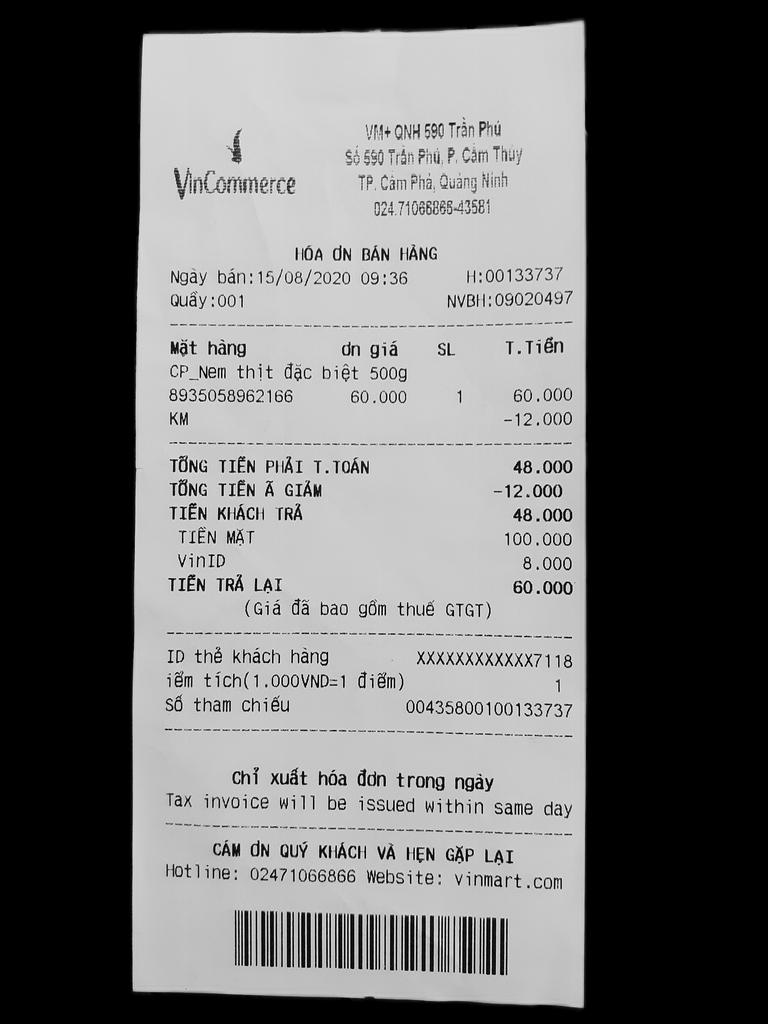 VinCommerce
VM+ QNH 590 Trần Phú
Số 590 Trần Phú, P. Cẩm Thủy
TP. Cẩm Phả, Quảng Ninh
024.71066866-43581
HÓA ƠN BÁN HÀNG
Ngày bán:15/08/2020 09:36 H:00133737
Quầy:001 NVBH:09020497
Mặt hàng ơn giá SL T.Tiền
CP_Nem thịt đặc biệt 500g
8935058962166 60.000 1 60.000
KM -12.000
TỔNG TIỀN PHẢI T.TOÁN 48.000
TỔNG TIỀN Ã GIẢM -12.000
TIỀN KHÁCH TRẢ 48.000
TIỀN MẶT 100.000
VinID 8.000
TIỀN TRẢ LẠI 60.000
(Giá đã bao gồm thuế GTGT)
ID thẻ khách hàng XXXXXXXXXXXX7118
iểm tích(1.000VND=1 điểm) 1
Số tham chiếu 00435800100133737
Chỉ xuất hóa đơn trong ngày
Tax invoice will be issued within same day
CÁM ƠN QUÝ KHÁCH VÀ HẸN GẶP LẠI
Hotline: 02471066866 Website: vinmart.com